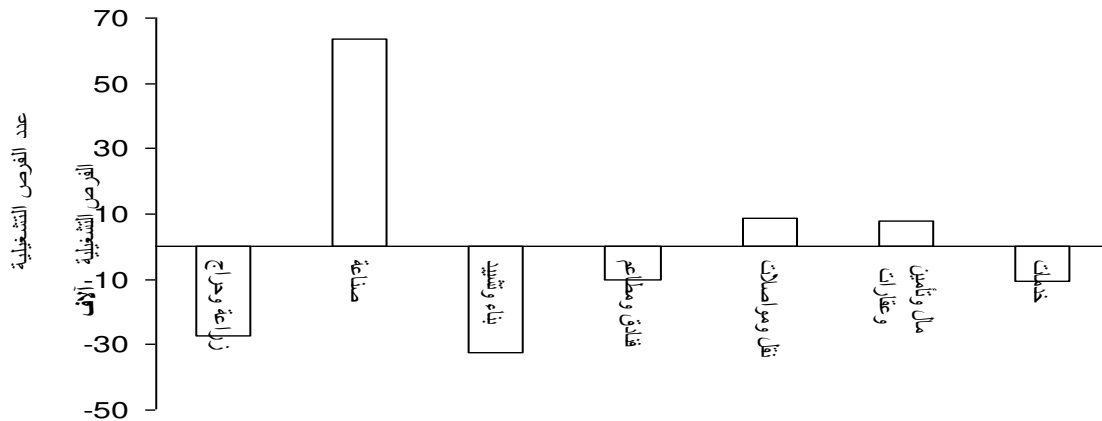 70
50
30
10
-10
-30
-50
عدد الفرص التشغيلية
الفرص التشغيلية ، آلاف
زراعة وحراج
صناعة
بناء وتشييد
فنادق ومطاعم
نقل ومواصلات
مال وتأمين
وعقارات
خدمات